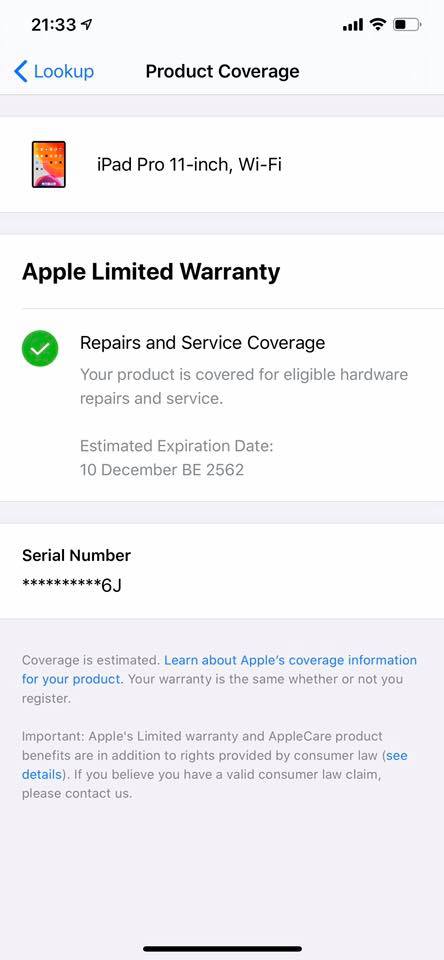 21:33
Lookup
Product Coverage
iPad Pro 11-inch, Wi-Fi
Apple Limited Warranty
Repairs and Service Coverage
Your product is covered for eligible hardware
repairs and service.
Estimated Expiration Date:
10 December BE 2562
Serial Number
**********6J
Coverage is estimated. Learn about Apple's coverage information
for your product. Your warranty is the same whether or not you
register.
Important: Apple's Limited warranty and AppleCare product
benefits are in addition to rights provided by consumer law (see
details). If you believe you have a valid consumer law claim,
please contact us.